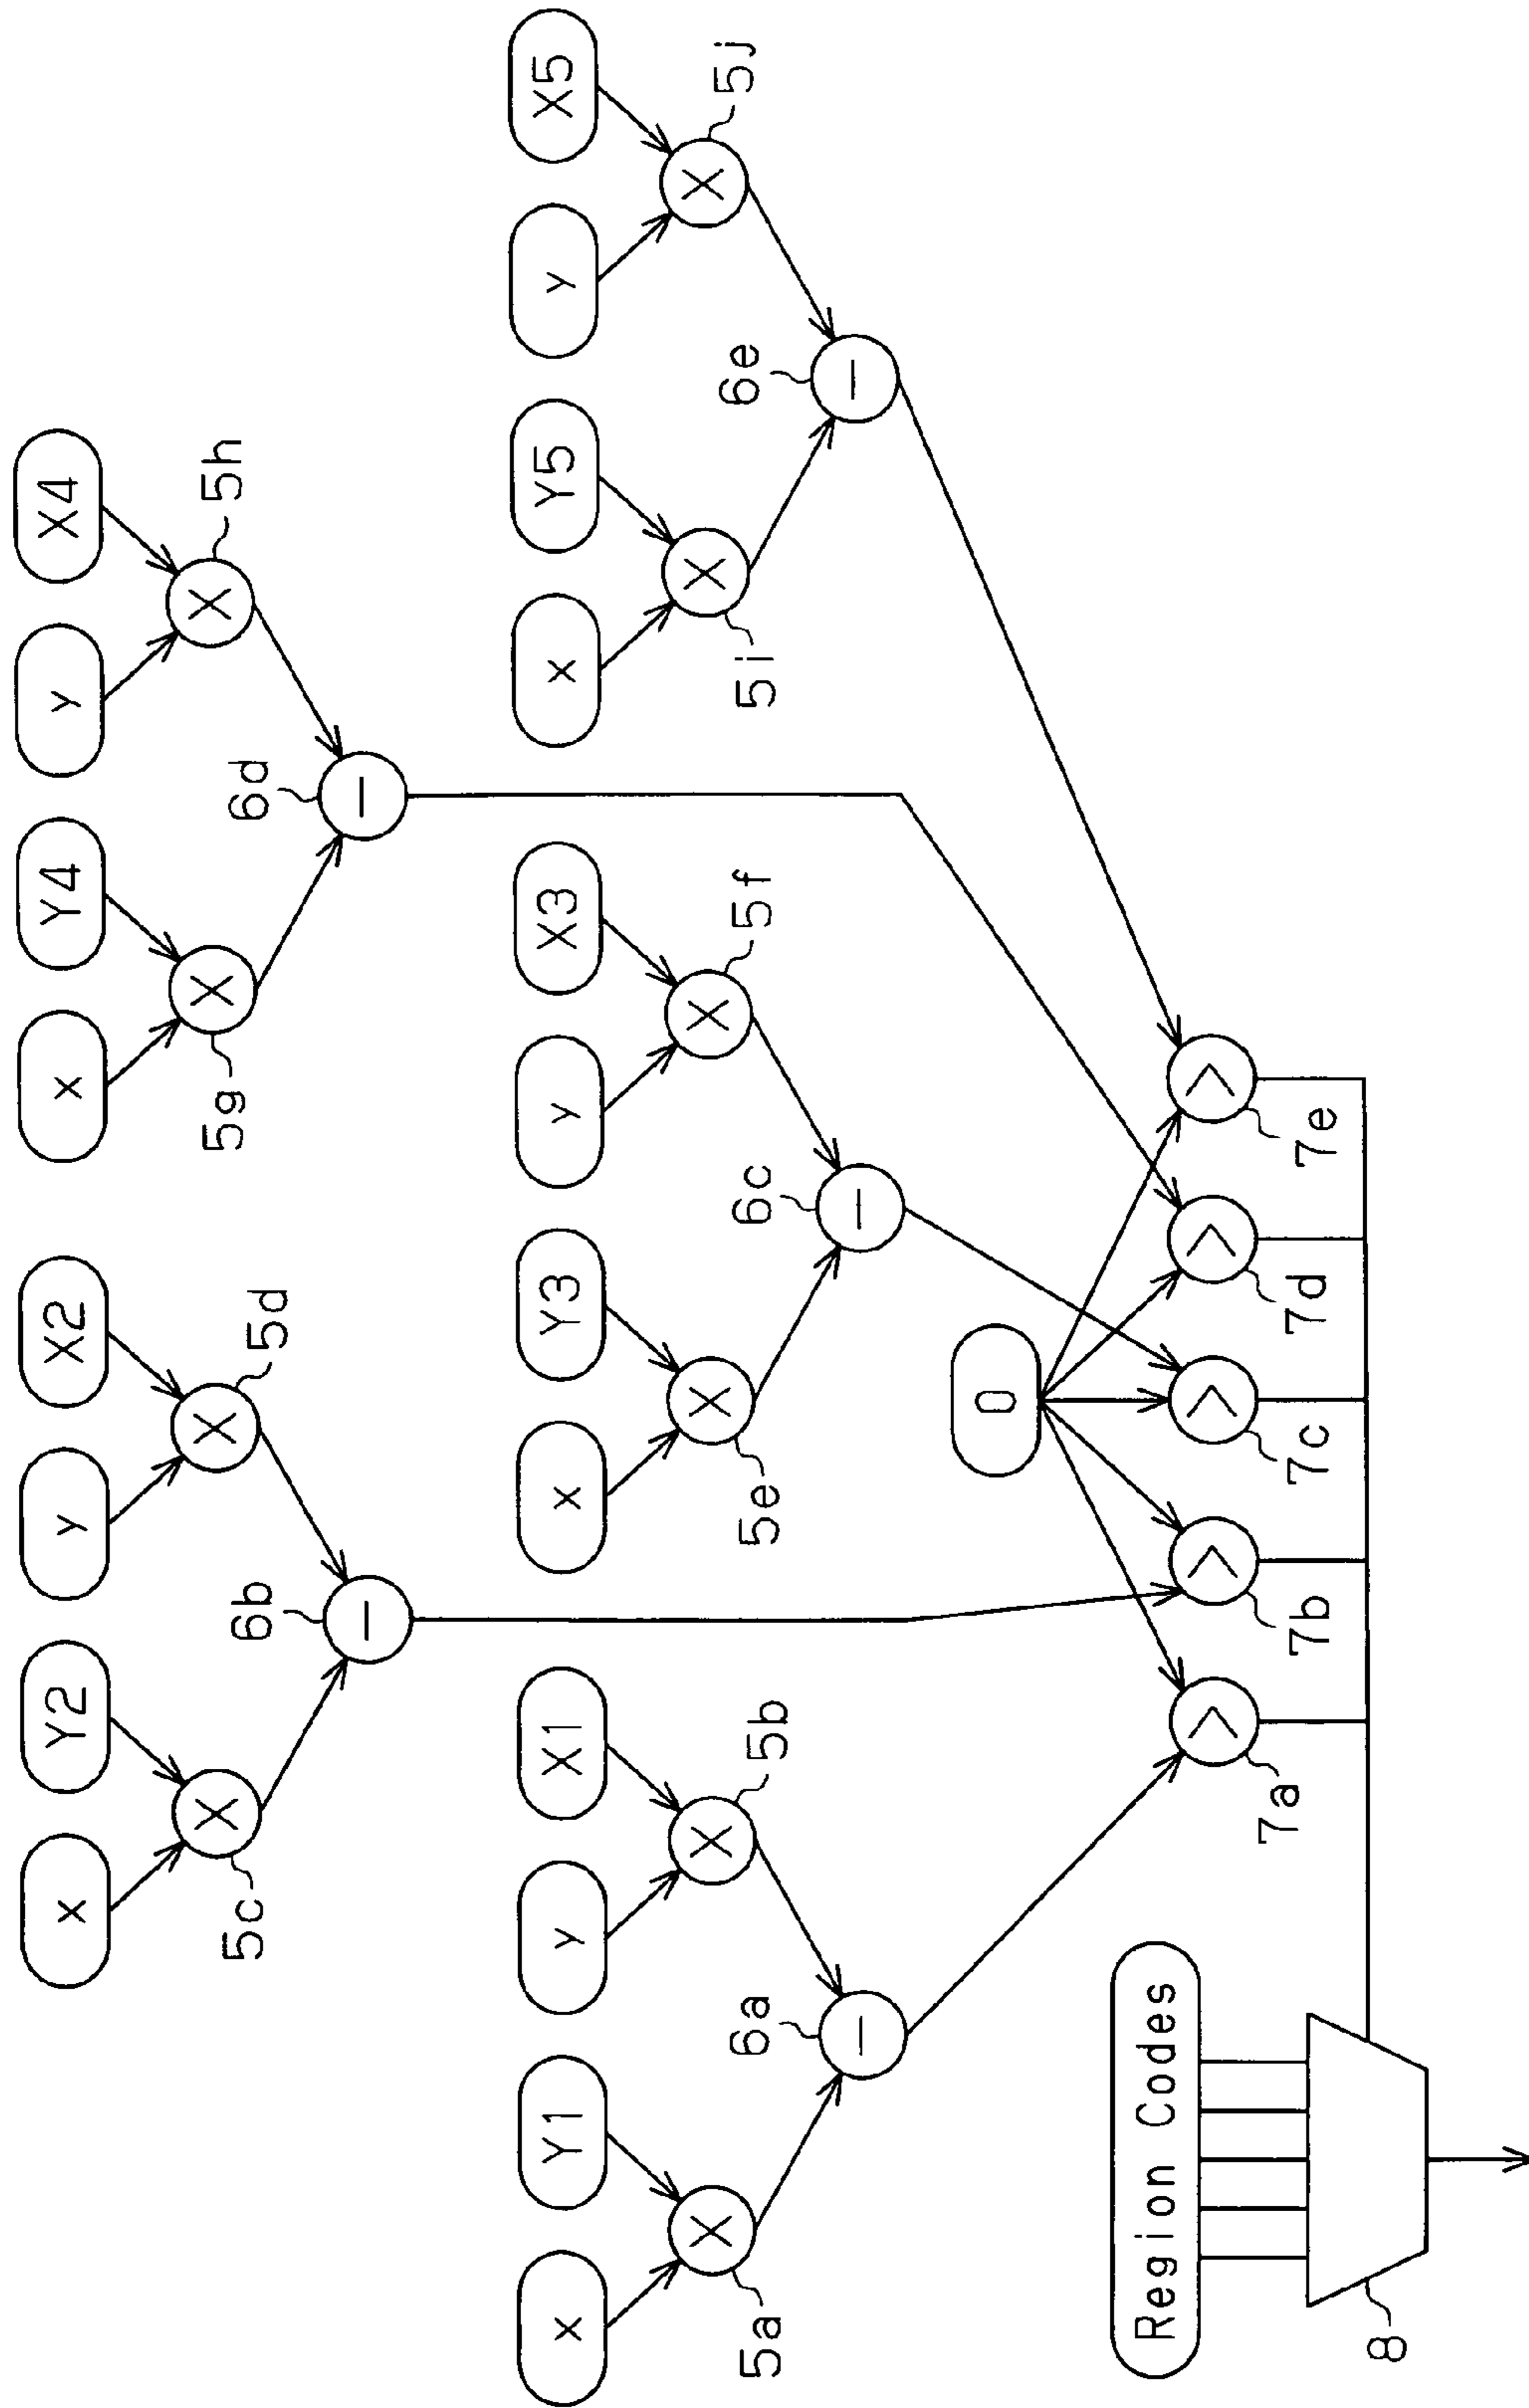 x Y2 y X2 x Y4 y X4
× × × ×
5c 5d 5g 5h
6b − 6d −
x Y1 y X1 x Y3 y X3 x Y5 y X5
× × × × × ×
5a 5b 5e 5f 5i 5j
6a − 6c − 6e −
0
Region Codes
> > > > >
7a 7b 7c 7d 7e
8